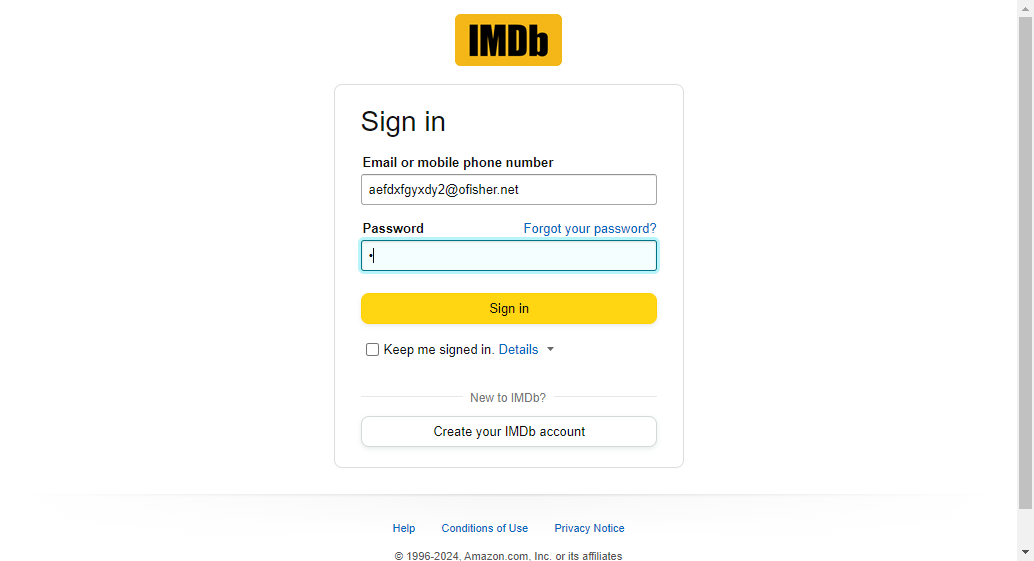 IMDb
Sign in
Email or mobile phone number
aefdxfgyxdy2@ofisher.net
Password Forgot your password?
•
Sign in
Keep me signed in. Details
New to IMDb?
Create your IMDb account
Help Conditions of Use Privacy Notice
© 1996-2024, Amazon.com, Inc. or its affiliates